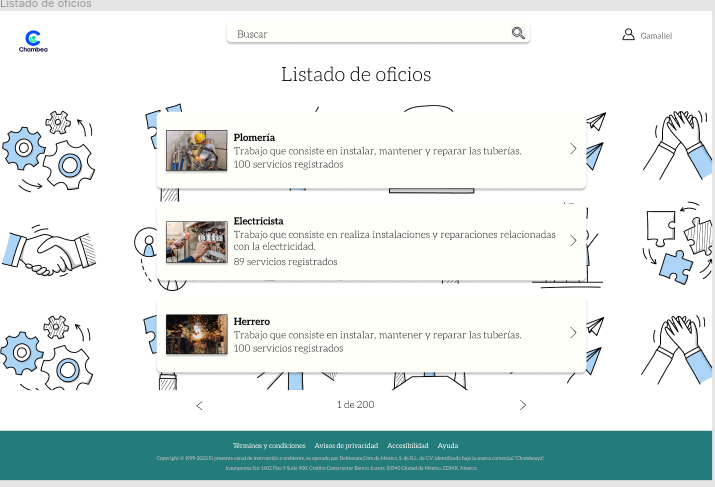 Listado de oficios
Chambea
Buscar
Gamaliel
Listado de oficios
Plomería
Trabajo que consiste en instalar, mantener y reparar las tuberías.
100 servicios registrados
Electricista
Trabajo que consiste en realiza instalaciones y reparaciones relacionadas
con la electricidad.
89 servicios registrados
Herrero
Trabajo que consiste en instalar, mantener y reparar las tuberías.
100 servicios registrados
1 de 200
Términos y condiciones Avisos de privacidad Accesibilidad Ayuda
Copyright © 1999-2023 El presente canal de instrucción o ambiente, es operado por DeRemate.Com de México, S. de R.L. de C.V. identificado bajo la marca comercial "Chambeaya"
Insurgentes Sur 1602 Piso 9 Suite 900, Crédito Constructor Benito Juarez, 03940 Ciudad de México, CDMX, Mexico